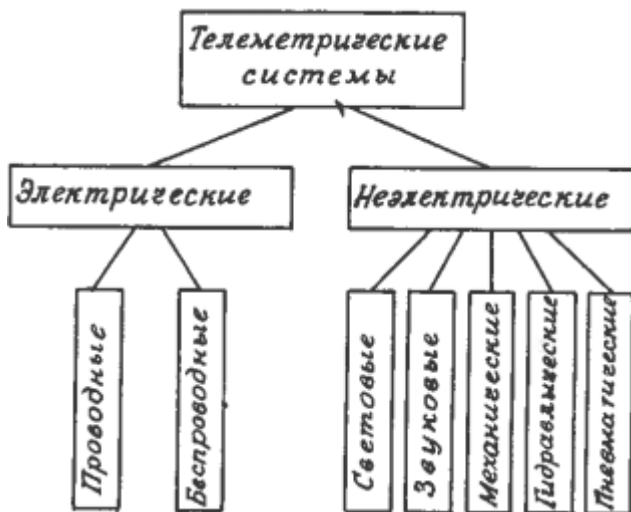 Телеметрические
системы
Электрические
Неэлектрические
Проводные
Беспроводные
Световые
Звуковые
Механические
Гидравлические
Пневматические